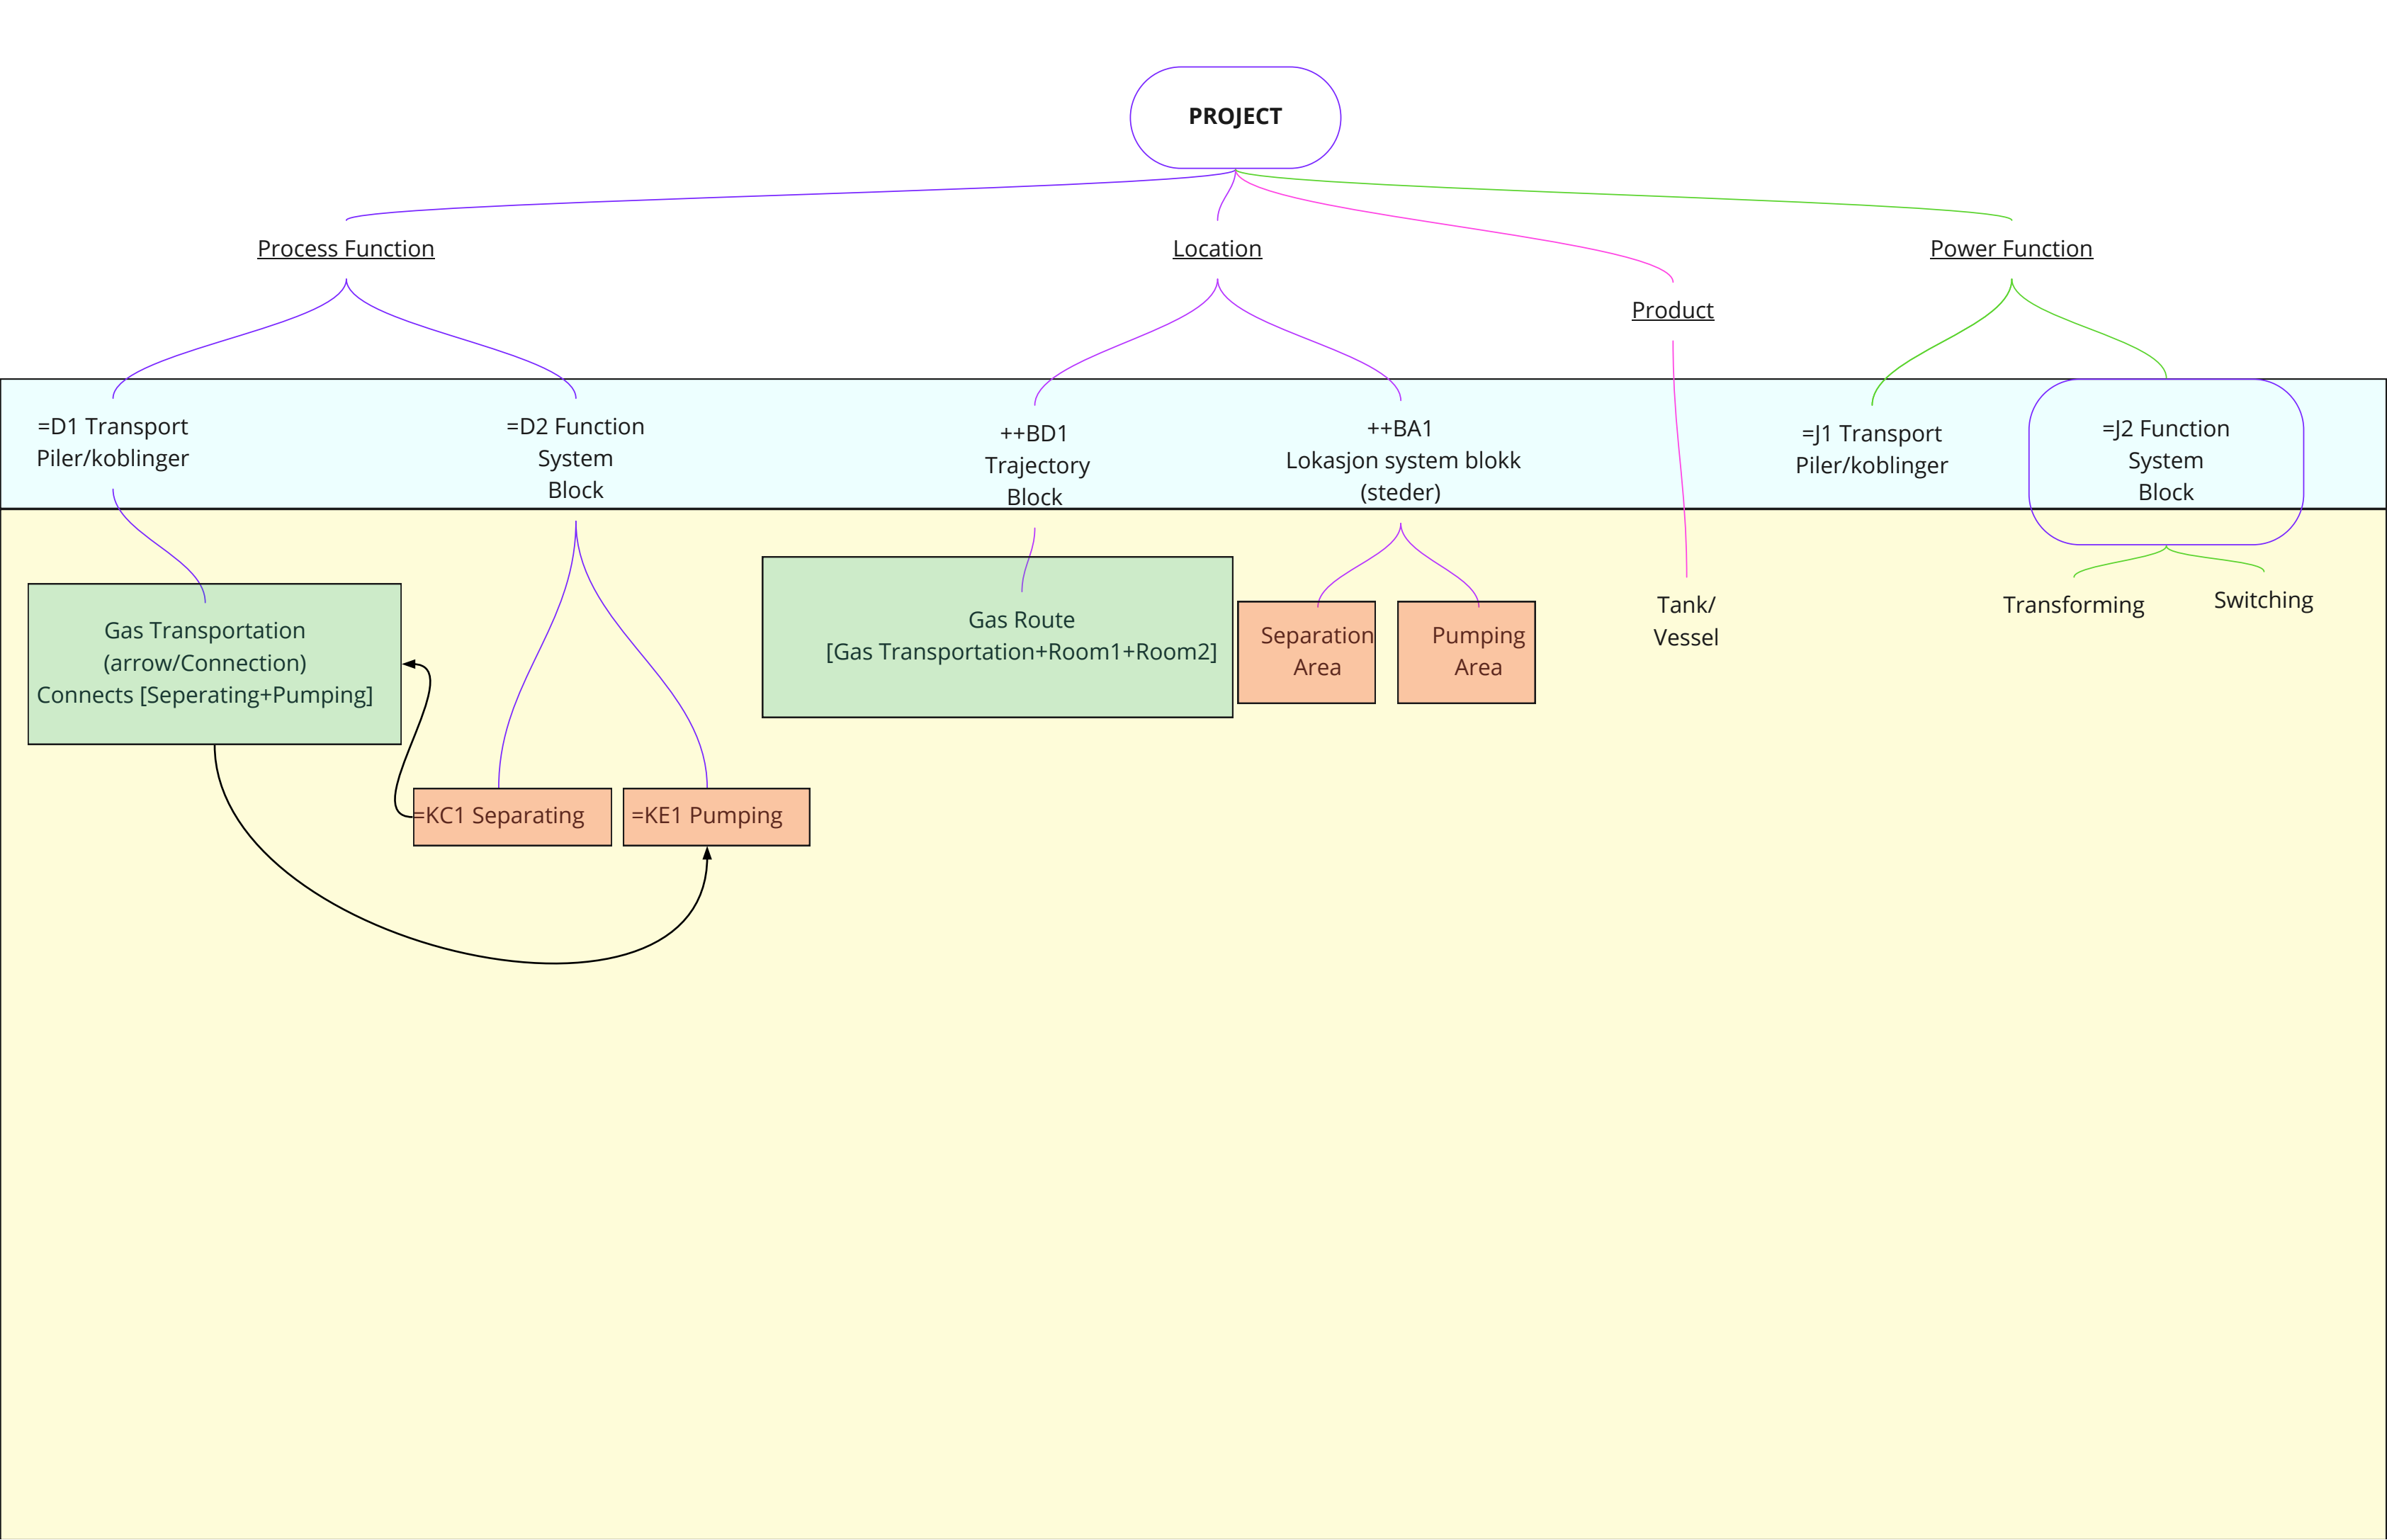 PROJECT
Process Function
Location
Power Function
Product
=D1 Transport
Piler/koblinger
=D2 Function
System
Block
++BD1
Trajectory
Block
++BA1
Lokasjon system blokk
(steder)
=J1 Transport
Piler/koblinger
=J2 Function
System
Block
Gas Transportation
(arrow/Connection)
Connects [Seperating+Pumping]
Gas Route
[Gas Transportation+Room1+Room2]
Separation
Area
Pumping
Area
Tank/
Vessel
Transforming
Switching
=KC1 Separating
=KE1 Pumping